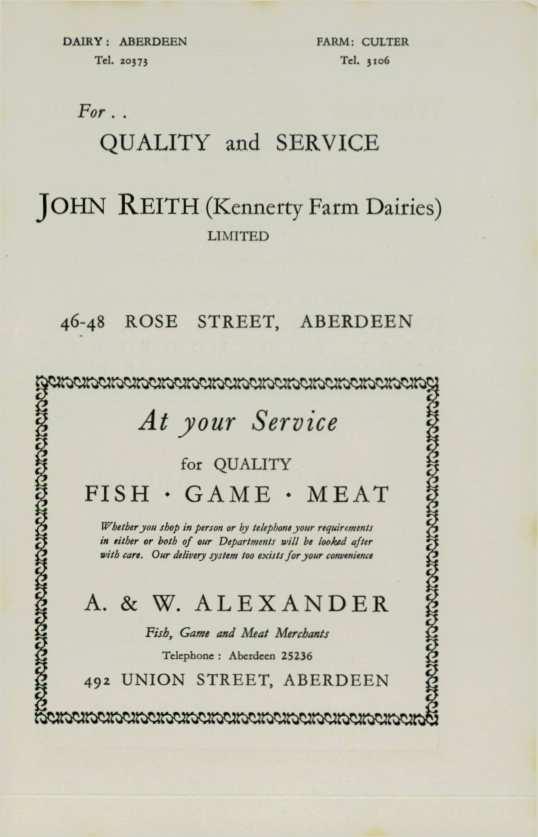 DAIRY : ABERDEEN FARM: CULTER
Tel. 20373 Tel. 3106
For . .
QUALITY and SERVICE
JOHN REITH (Kennerty Farm Dairies)
LIMITED
46-48 ROSE STREET, ABERDEEN
At your Service
for QUALITY
FISH · GAME · MEAT
Whether you shop in person or by telephone your requirements
in either or both of our Departments will be looked after
with care. Our delivery system too exists for your convenience
A. & W. ALEXANDER
Fish, Game and Meat Merchants
Telephone : Aberdeen 25236
492 UNION STREET, ABERDEEN